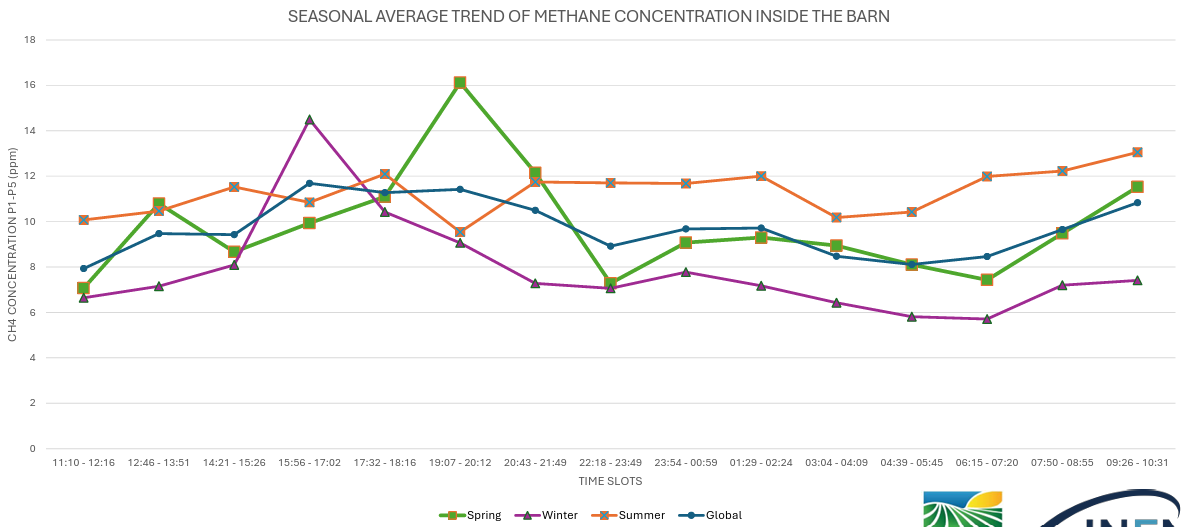 SEASONAL AVERAGE TREND OF METHANE CONCENTRATION INSIDE THE BARN
18
16
14
12
10
8
6
4
2
0
CH4 CONCENTRATION P1-P5 (ppm)
11:10 - 12:16 12:46 - 13:51 14:21 - 15:26 15:56 - 17:02 17:32 - 18:16 19:07 - 20:12 20:43 - 21:49 22:18 - 23:49 23:54 - 00:59 01:29 - 02:24 03:04 - 04:09 04:39 - 05:45 06:15 - 07:20 07:50 - 08:55 09:26 - 10:31
TIME SLOTS
Spring Winter Summer Global